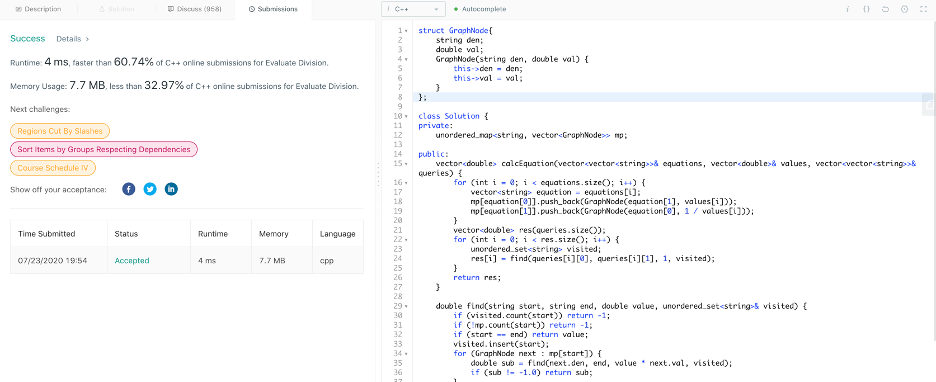 Description
Solution
Discuss (958)
Submissions
Success Details >
Runtime: 4 ms, faster than 60.74% of C++ online submissions for Evaluate Division.
Memory Usage: 7.7 MB, less than 32.97% of C++ online submissions for Evaluate Division.
Next challenges:
Regions Cut By Slashes
Sort Items by Groups Respecting Dependencies
Course Schedule IV
Show off your acceptance:
Time Submitted Status Runtime Memory Language
07/23/2020 19:54 Accepted 4 ms 7.7 MB cpp
i C++ Autocomplete
1 struct GraphNode{
2 string den;
3 double val;
4 GraphNode(string den, double val) {
5 this->den = den;
6 this->val = val;
7 }
8 };
9
10 class Solution {
11 private:
12 unordered_map<string, vector<GraphNode>> mp;
13
14 public:
15 vector<double> calcEquation(vector<vector<string>>& equations, vector<double>& values, vector<vector<string>>&
queries) {
16 for (int i = 0; i < equations.size(); i++) {
17 vector<string> equation = equations[i];
18 mp[equation[0]].push_back(GraphNode(equation[1], values[i]));
19 mp[equation[1]].push_back(GraphNode(equation[0], 1 / values[i]));
20 }
21 vector<double> res(queries.size());
22 for (int i = 0; i < res.size(); i++) {
23 unordered_set<string> visited;
24 res[i] = find(queries[i][0], queries[i][1], 1, visited);
25 }
26 return res;
27 }
28
29 double find(string start, string end, double value, unordered_set<string>& visited) {
30 if (visited.count(start)) return -1;
31 if (!mp.count(start)) return -1;
32 if (start == end) return value;
33 visited.insert(start);
34 for (GraphNode next : mp[start]) {
35 double sub = find(next.den, end, value * next.val, visited);
36 if (sub != -1.0) return sub;
37 }